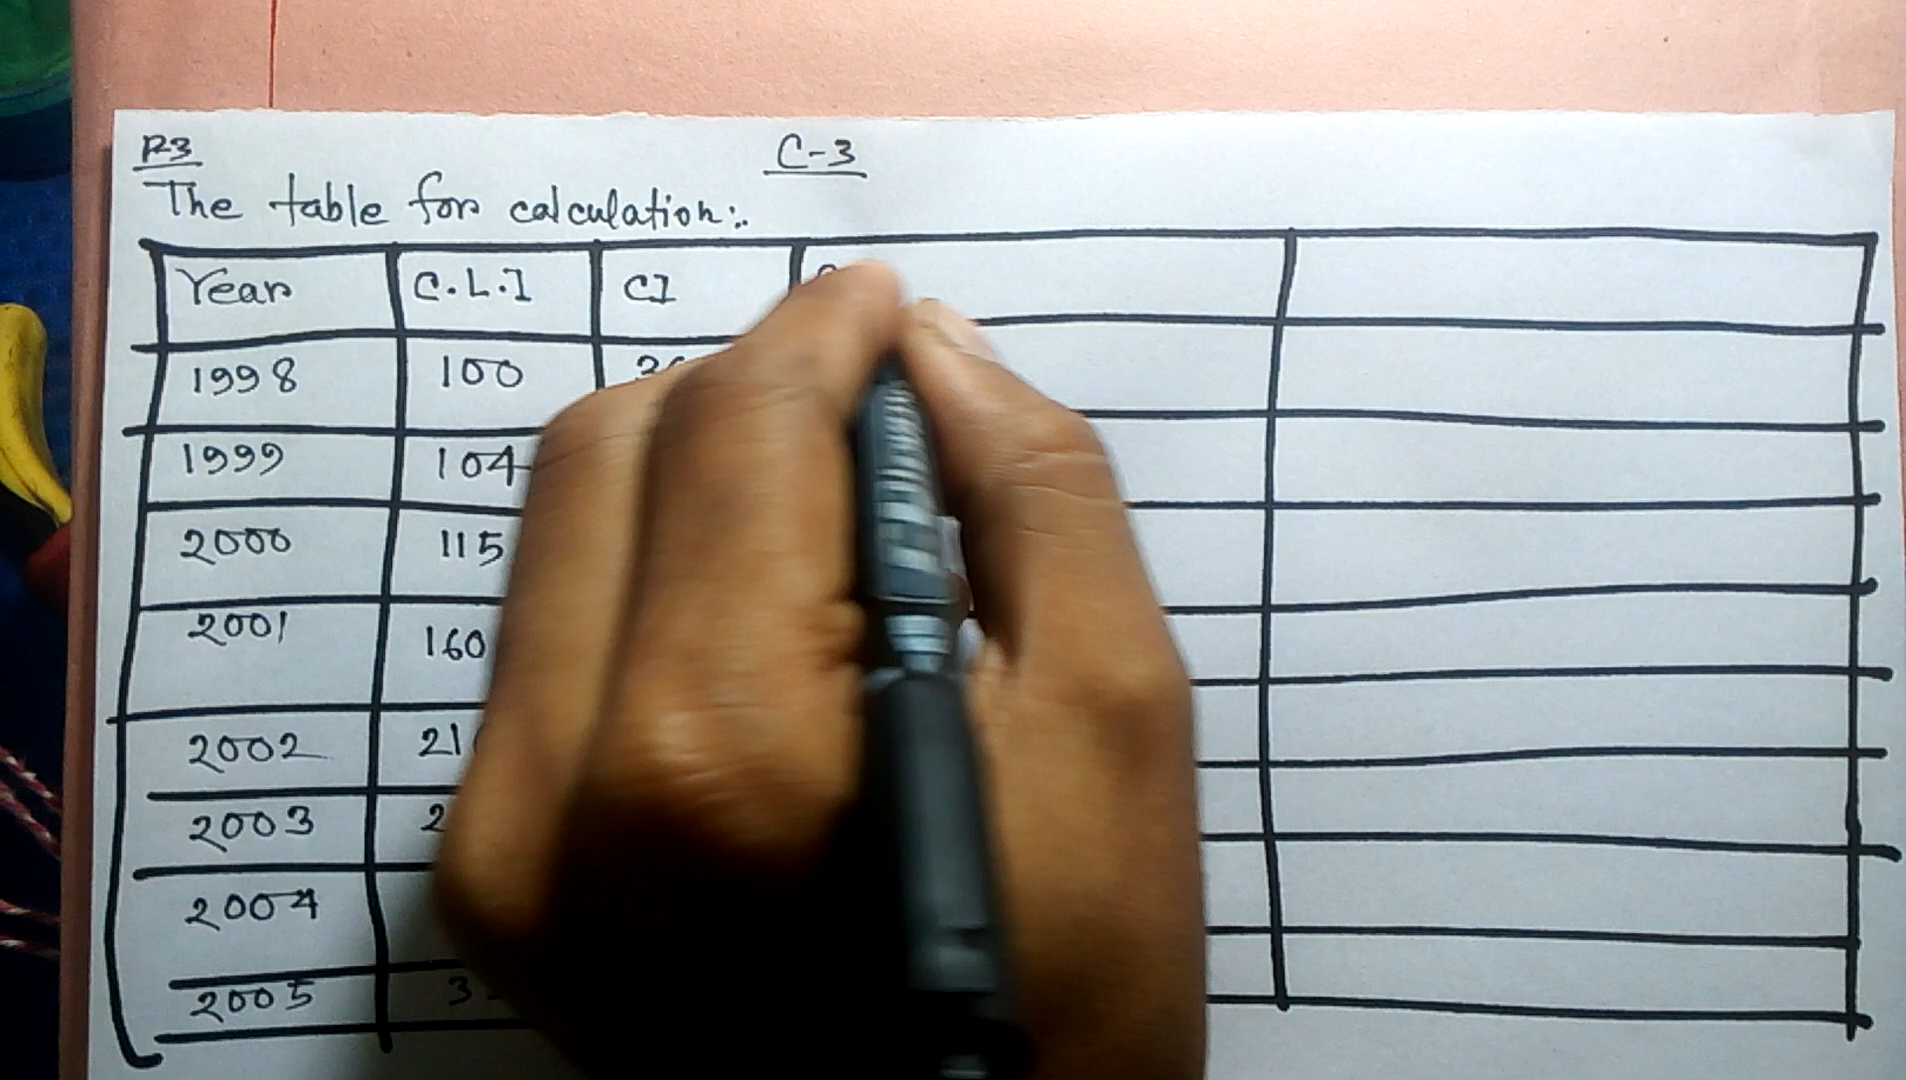 P3 C-3
The table for calculation:.
Year C.L.I CI
1998 100
1999 104
2000 115
2001 160
2002
2003
2004
2005